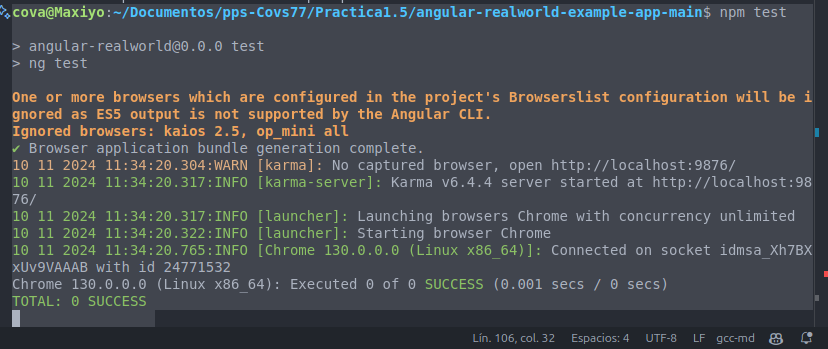 cova@Maxiyo:~/Documentos/pps-Covs77/Practica1.5/angular-realworld-example-app-main$ npm test
> angular-realworld@0.0.0 test
> ng test
One or more browsers which are configured in the project's Browserslist configuration will be i
gnored as ES5 output is not supported by the Angular CLI.
Ignored browsers: kaios 2.5, op_mini all
✔ Browser application bundle generation complete.
10 11 2024 11:34:20.304:WARN [karma]: No captured browser, open http://localhost:9876/
10 11 2024 11:34:20.317:INFO [karma-server]: Karma v6.4.4 server started at http://localhost:98
76/
10 11 2024 11:34:20.317:INFO [launcher]: Launching browsers Chrome with concurrency unlimited
10 11 2024 11:34:20.322:INFO [launcher]: Starting browser Chrome
10 11 2024 11:34:20.765:INFO [Chrome 130.0.0.0 (Linux x86_64)]: Connected on socket idmsa_Xh7BX
xUv9VAAAB with id 24771532
Chrome 130.0.0.0 (Linux x86_64): Executed 0 of 0 SUCCESS (0.001 secs / 0 secs)
TOTAL: 0 SUCCESS
Lín. 106, col. 32 Espacios: 4 UTF-8 LF gcc-md